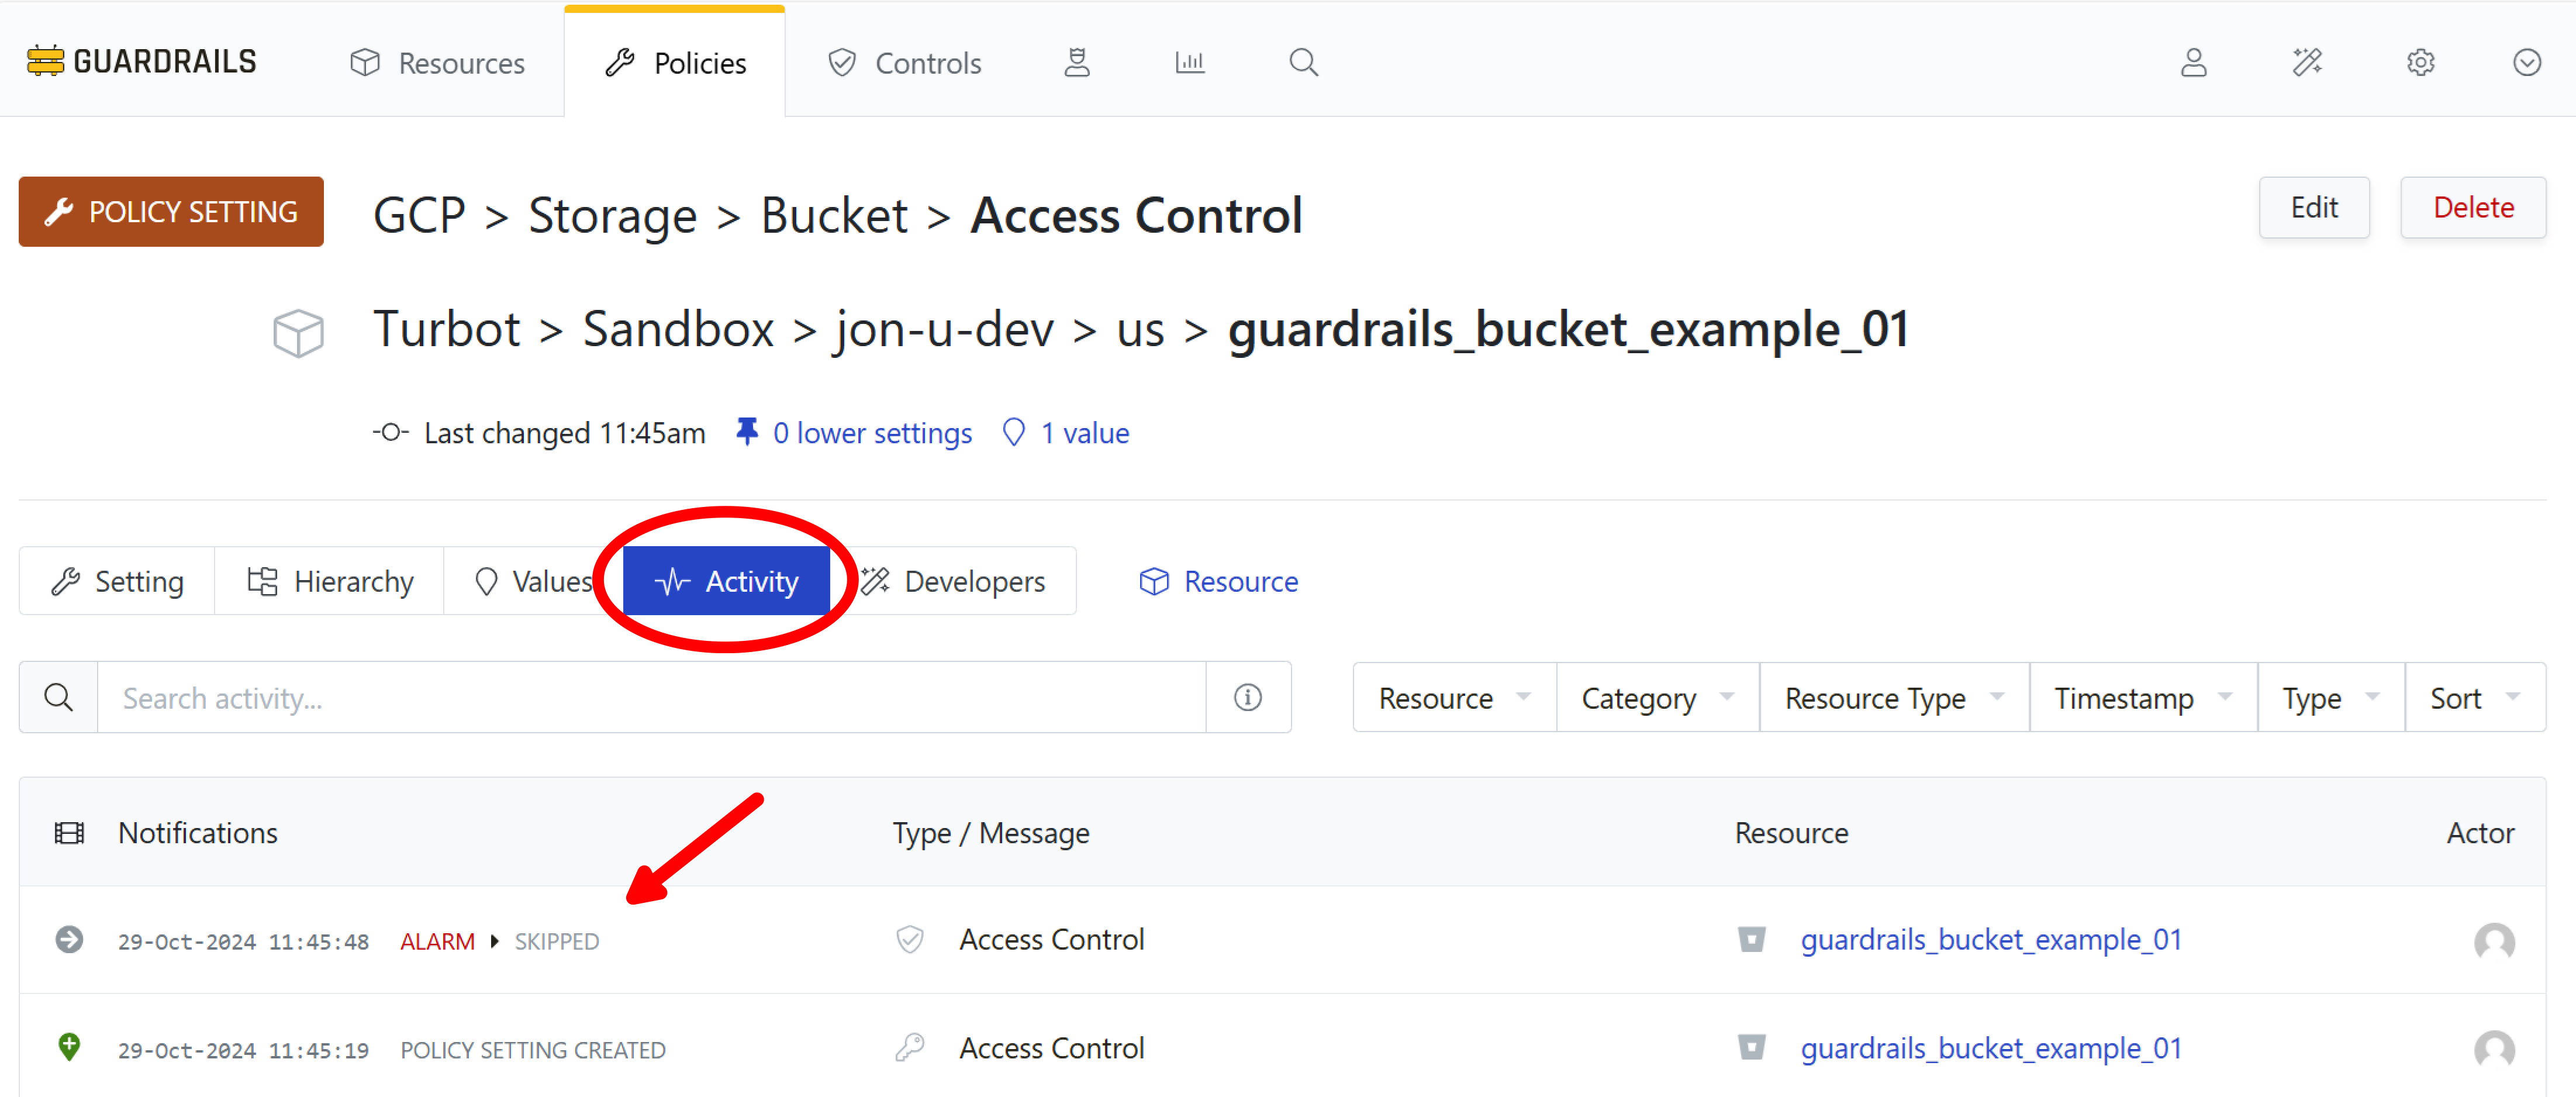 GUARDRAILS Resources Policies Controls
POLICY SETTING GCP > Storage > Bucket > Access Control Edit Delete
Turbot > Sandbox > jon-u-dev > us > guardrails_bucket_example_01
Last changed 11:45am 0 lower settings 1 value
Setting Hierarchy Values Activity Developers Resource
Search activity... Resource Category Resource Type Timestamp Type Sort
Notifications Type / Message Resource Actor
29-Oct-2024 11:45:48 ALARM SKIPPED Access Control guardrails_bucket_example_01
29-Oct-2024 11:45:19 POLICY SETTING CREATED Access Control guardrails_bucket_example_01